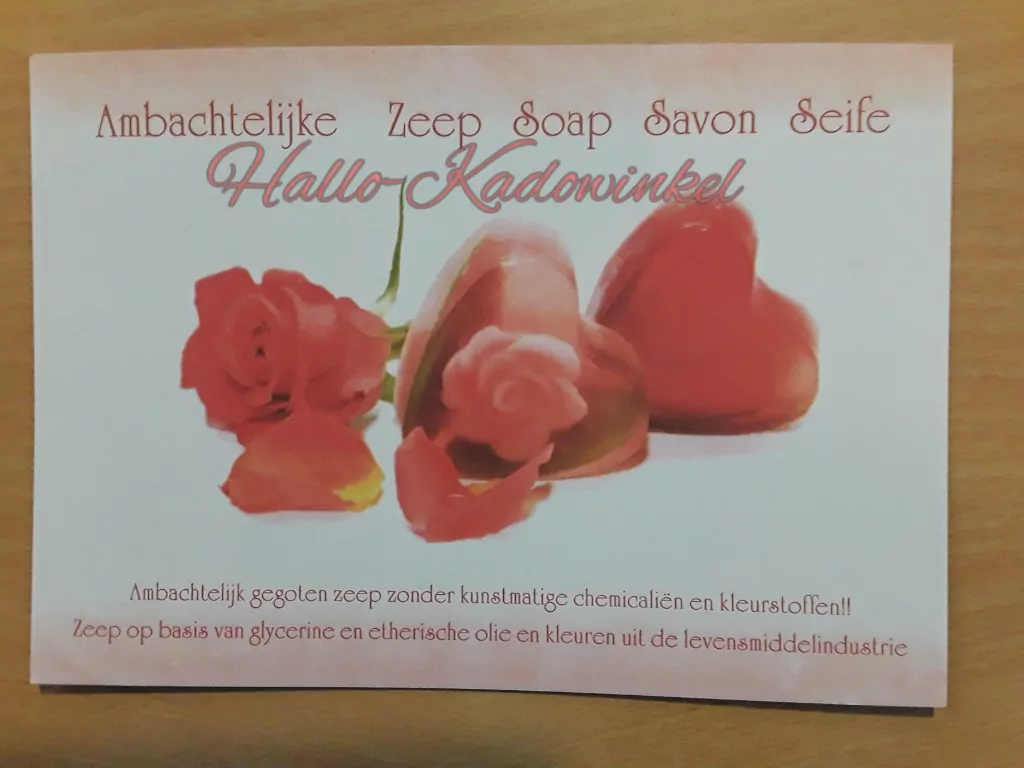 Ambachtelijke Zeep Soap Savon Seife
Hallo-Kadowinkel
Ambachtelijk gegoten zeep zonder kunstmatige chemicaliën en kleurstoffen!!
Zeep op basis van glycerine en etherische olie en kleuren uit de levensmiddelindustrie